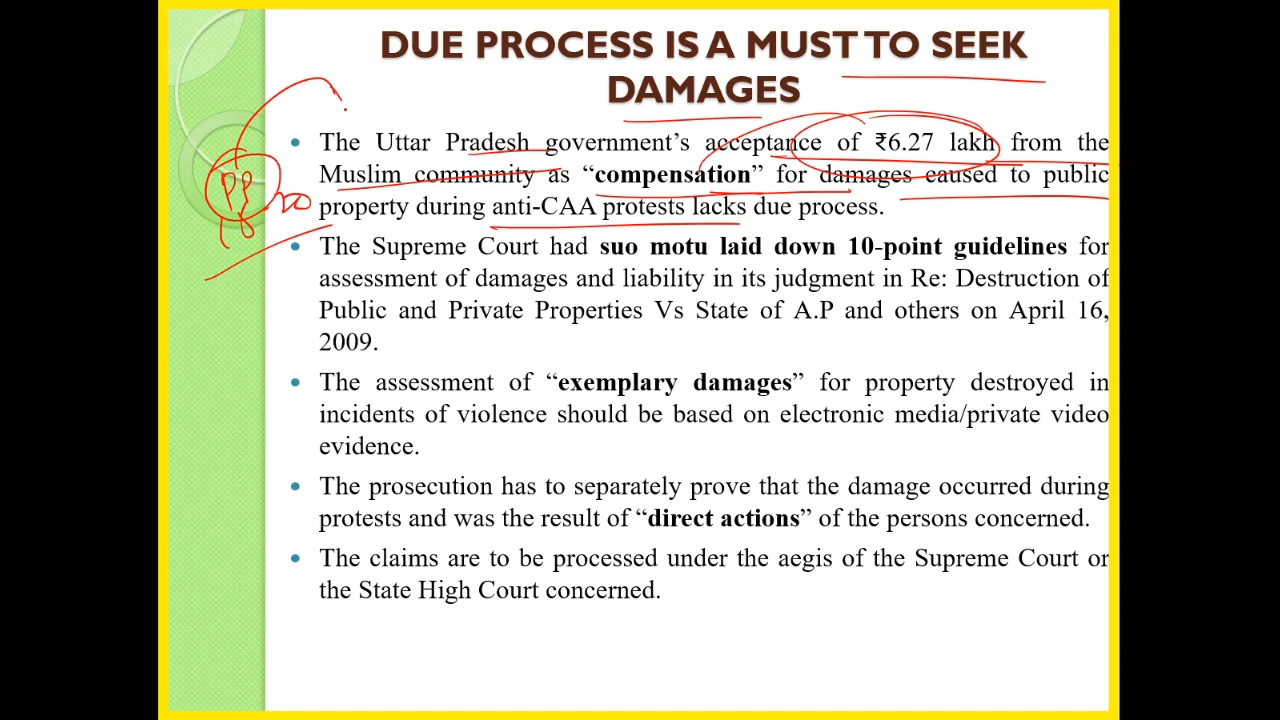 DUE PROCESS IS A MUST TO SEEK
DAMAGES
• The Uttar Pradesh government’s acceptance of ₹6.27 lakh from the
Muslim community as “compensation” for damages caused to public
property during anti-CAA protests lacks due process.
• The Supreme Court had suo motu laid down 10-point guidelines for
assessment of damages and liability in its judgment in Re: Destruction of
Public and Private Properties Vs State of A.P and others on April 16,
2009.
• The assessment of “exemplary damages” for property destroyed in
incidents of violence should be based on electronic media/private video
evidence.
• The prosecution has to separately prove that the damage occurred during
protests and was the result of “direct actions” of the persons concerned.
• The claims are to be processed under the aegis of the Supreme Court or
the State High Court concerned.